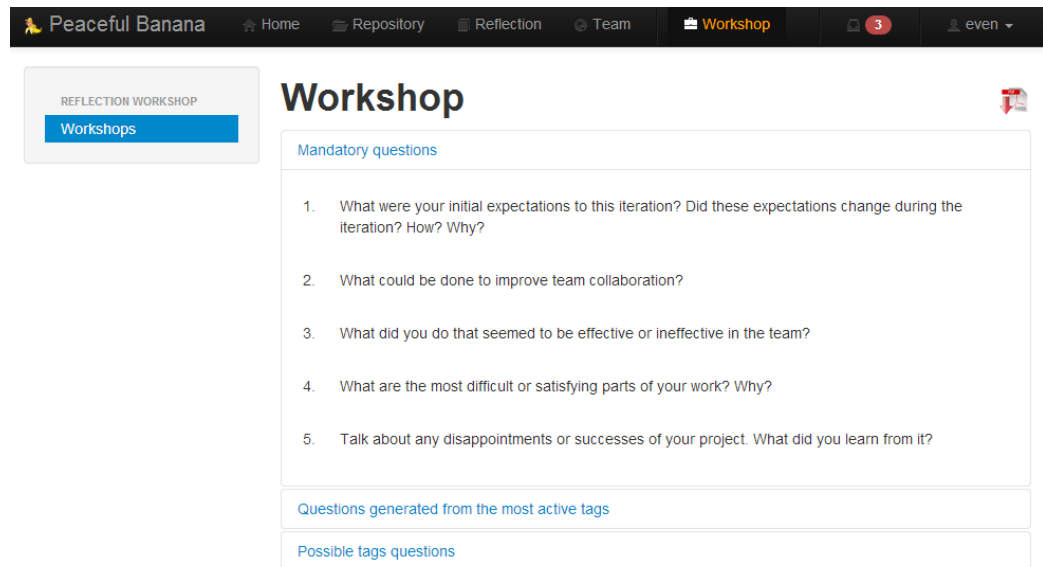 Peaceful Banana Home Repository Reflection Team Workshop 3 even
REFLECTION WORKSHOP
Workshops
Workshop
Mandatory questions
1. What were your initial expectations to this iteration? Did these expectations change during the
iteration? How? Why?
2. What could be done to improve team collaboration?
3. What did you do that seemed to be effective or ineffective in the team?
4. What are the most difficult or satisfying parts of your work? Why?
5. Talk about any disappointments or successes of your project. What did you learn from it?
Questions generated from the most active tags
Possible tags questions